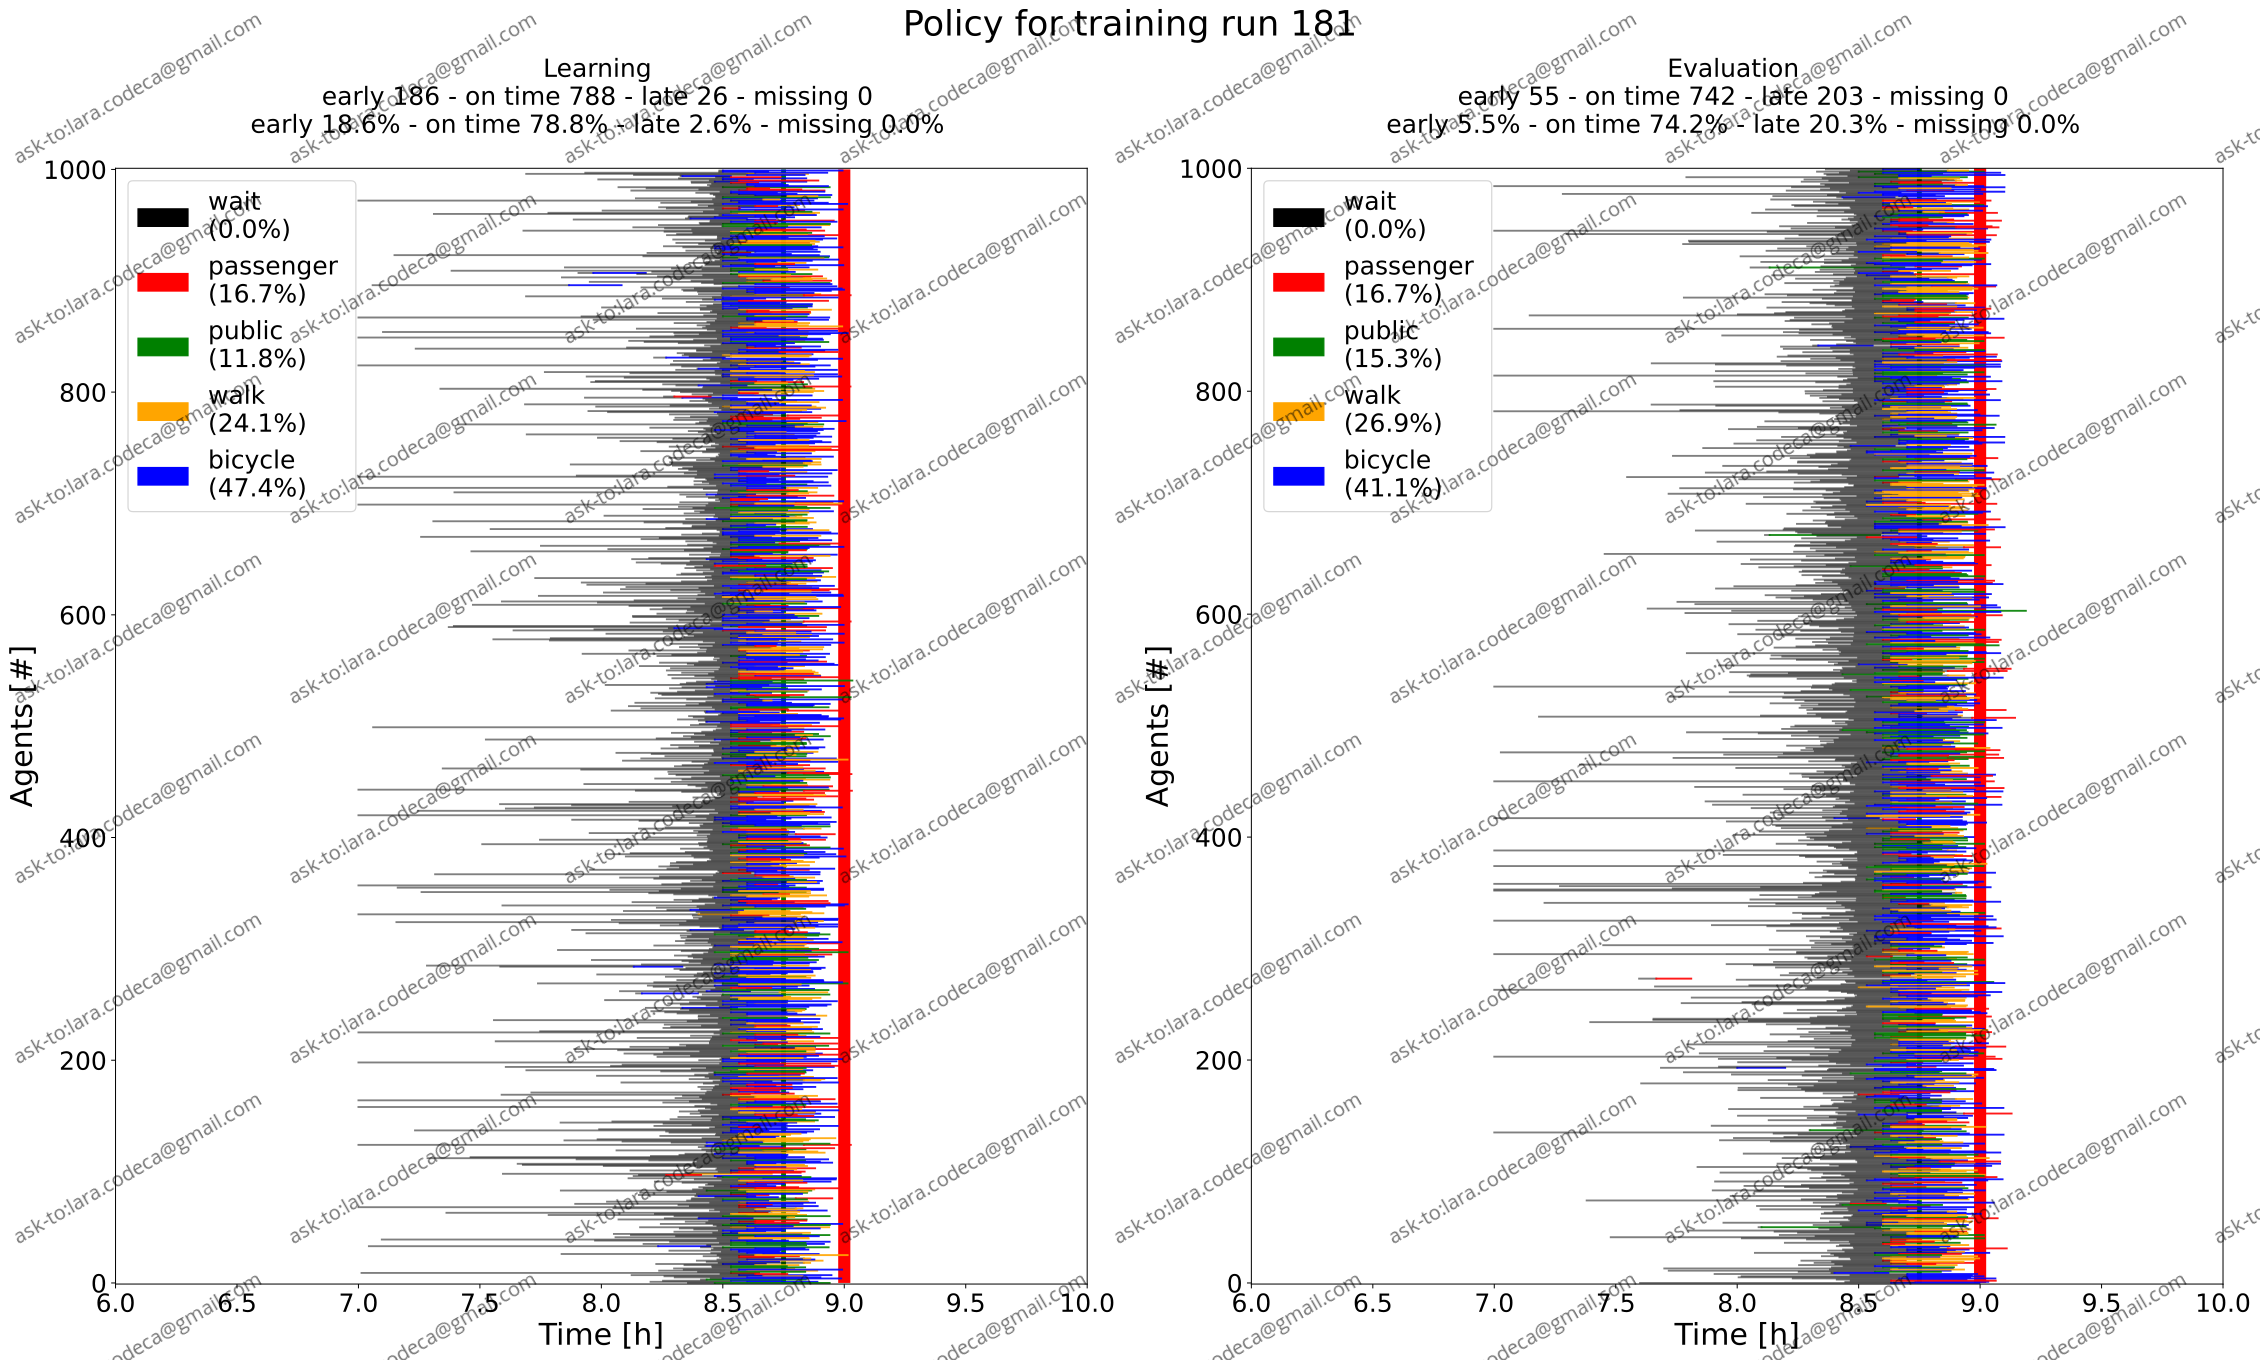 Policy for training run 181
Learning
early 186 - on time 788 - late 26 - missing 0
early 18.6% - on time 78.8% - late 2.6% - missing 0.0%
Agents [#]
1000
800
600
400
200
0
wait
(0.0%)
passenger
(16.7%)
public
(11.8%)
walk
(24.1%)
bicycle
(47.4%)
6.0 6.5 7.0 7.5 8.0 8.5 9.0 9.5 10.0
Time [h]
Evaluation
early 55 - on time 742 - late 203 - missing 0
early 5.5% - on time 74.2% - late 20.3% - missing 0.0%
Agents [#]
1000
800
600
400
200
0
wait
(0.0%)
passenger
(16.7%)
public
(15.3%)
walk
(26.9%)
bicycle
(41.1%)
6.0 6.5 7.0 7.5 8.0 8.5 9.0 9.5 10.0
Time [h]
ask-to:lara.codeca@gmail.com